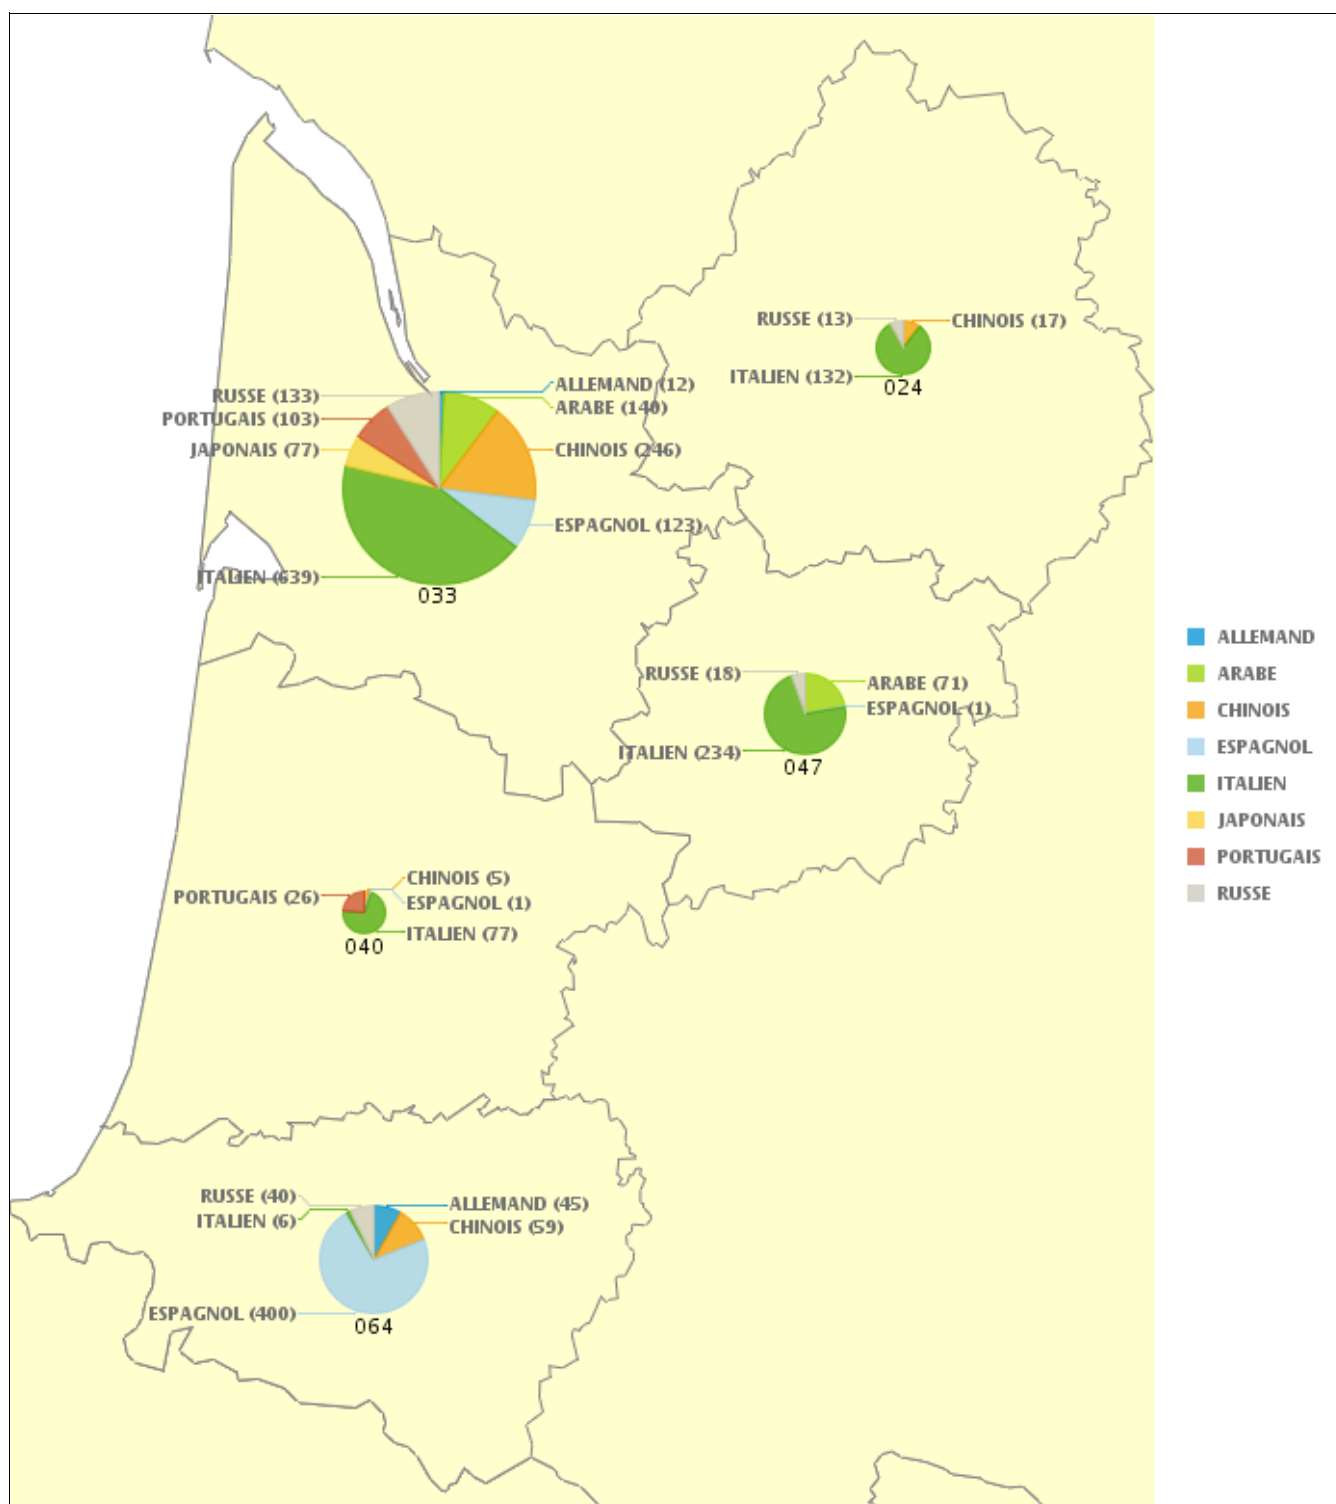 RUSSE (13)
CHINOIS (17)
ITALIEN (132)
024
RUSSE (133)
ALLEMAND (12)
PORTUGAIS (103)
ARABE (140)
JAPONAIS (77)
CHINOIS (246)
ESPAGNOL (123)
ITALIEN (639)
033
RUSSE (18)
ARABE (71)
ESPAGNOL (1)
ITALIEN (234)
047
CHINOIS (5)
PORTUGAIS (26)
ESPAGNOL (1)
ITALIEN (77)
040
RUSSE (40)
ALLEMAND (45)
ITALIEN (6)
CHINOIS (59)
ESPAGNOL (400)
064
ALLEMAND
ARABE
CHINOIS
ESPAGNOL
ITALIEN
JAPONAIS
PORTUGAIS
RUSSE